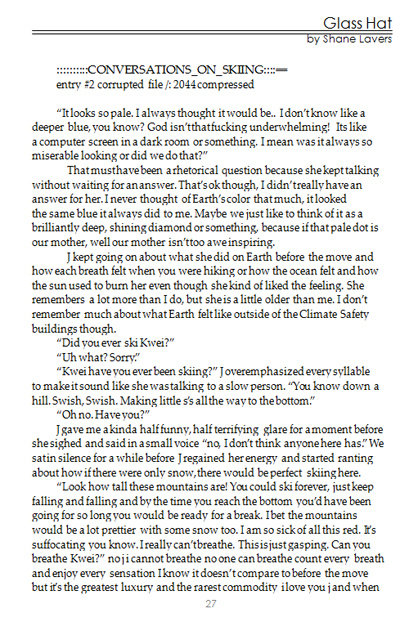 Glass Hat
by Shane Lavers
::::::::::CONVERSATIONS_ON_SKIING::::==
entry #2 corrupted file /: 2044 compressed
“It looks so pale. I always thought it would be.. I don’t know like a
deeper blue, you know? God isn’t that fucking underwhelming! Its like
a computer screen in a dark room or something. I mean was it always so
miserable looking or did we do that?”
That must have been a rhetorical question because she kept talking
without waiting for an answer. That’s ok though, I didn’t really have an
answer for her. I never thought of Earth’s color that much, it looked
the same blue it always did to me. Maybe we just like to think of it as a
brilliantly deep, shining diamond or something, because if that pale dot is
our mother, well our mother isn’t too awe inspiring.
J kept going on about what she did on Earth before the move and
how each breath felt when you were hiking or how the ocean felt and how
the sun used to burn her even though she kind of liked the feeling. She
remembers a lot more than I do, but she is a little older than me. I don’t
remember much about what Earth felt like outside of the Climate Safety
buildings though.
“Did you ever ski Kwei?”
“Uh what? Sorry.”
“Kwei have you ever been skiing?” J overemphasized every syllable
to make it sound like she was talking to a slow person. “You know down a
hill. Swish, Swish. Making little s’s all the way to the bottom.”
“Oh no. Have you?”
J gave me a kinda half funny, half terrifying glare for a moment before
she sighed and said in a small voice “no, I don’t think anyone here has.” We
sat in silence for a while before J regained her energy and started ranting
about how if there were only snow, there would be perfect skiing here.
“Look how tall these mountains are! You could ski forever, just keep
falling and falling and by the time you reach the bottom you’d have been
going for so long you would be ready for a break. I bet the mountains
would be a lot prettier with some snow too. I am so sick of all this red. It’s
suffocating you know. I really can’t breathe. This is just gasping. Can you
breathe Kwei?” no j i cannot breathe no one can breathe count every breath
and enjoy every sensation I know it doesn’t compare to before the move
but it’s the greatest luxury and the rarest commodity i love you j and when
27